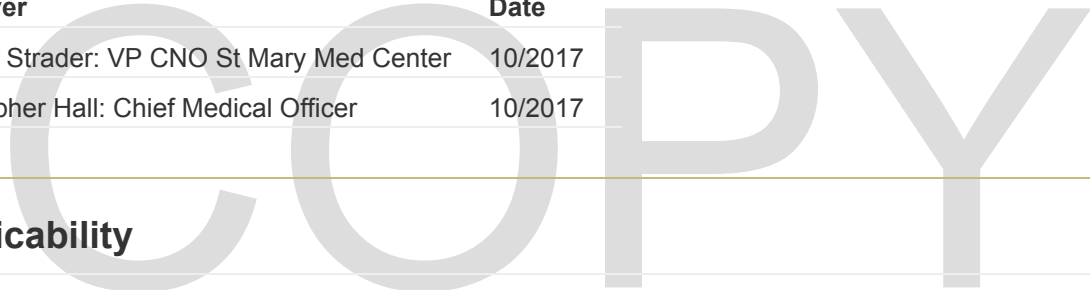 ver Date
Strader: VP CNO St Mary Med Center 10/2017
pher Hall: Chief Medical Officer 10/2017
COPY
icability